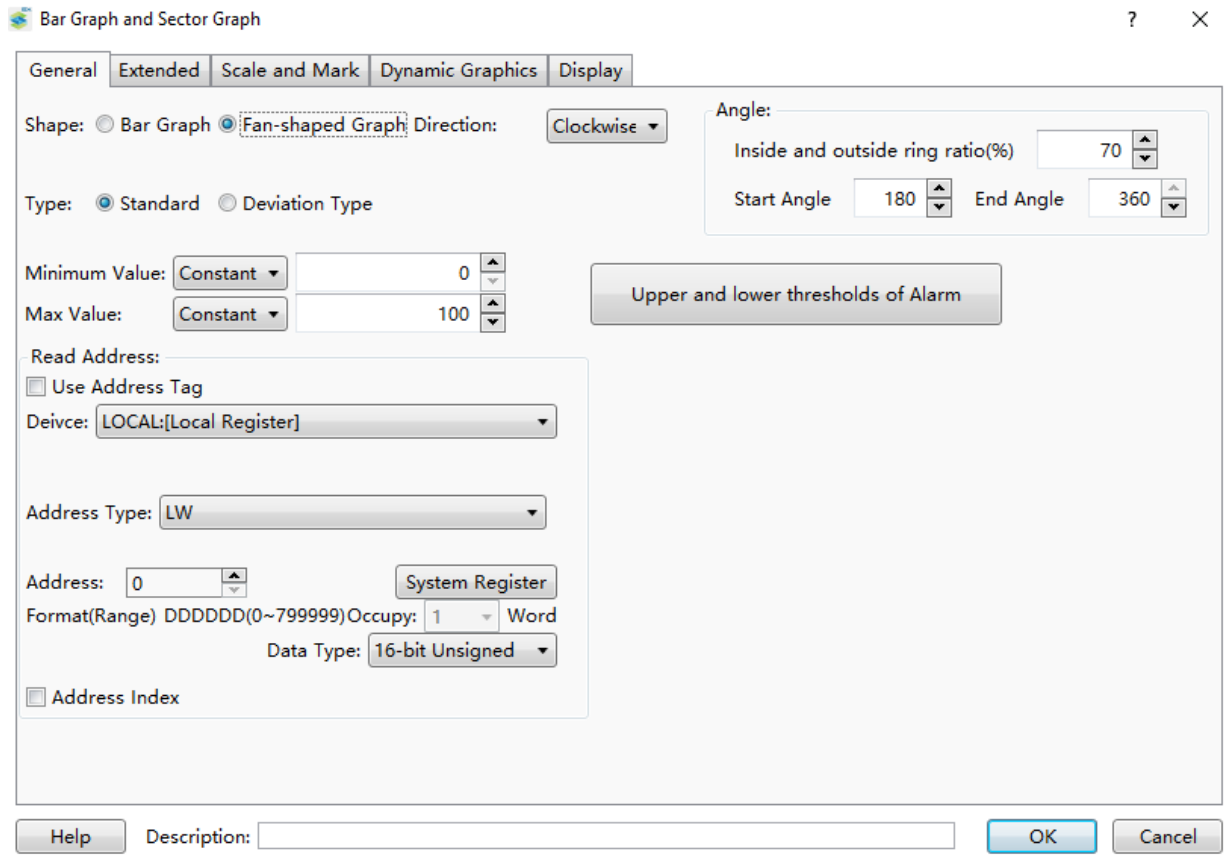 Bar Graph and Sector Graph ?
General Extended Scale and Mark Dynamic Graphics Display
Shape: Bar Graph Fan-shaped Graph Direction: Clockwise
Angle:
Inside and outside ring ratio(%) 70
Type: Standard Deviation Type
Start Angle 180 End Angle 360
Minimum Value: Constant 0
Max Value: Constant 100
Upper and lower thresholds of Alarm
Read Address:
Use Address Tag
Deivce: LOCAL:[Local Register]
Address Type: LW
Address: 0 System Register
Format(Range) DDDDDD(0~799999) Occupy: 1 Word
Data Type: 16-bit Unsigned
Address Index
Help Description: OK Cancel